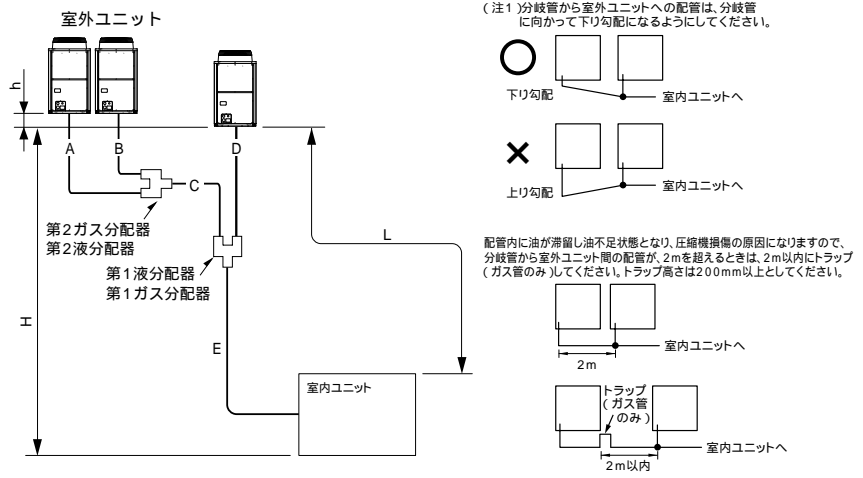 室外ユニット
h
A
B
D
C
第2ガス分配器
第2液分配器
第1液分配器
第1ガス分配器
L
H
E
室内ユニット
(注1)分岐管から室外ユニットへの配管は、分岐管
に向かって下り勾配になるようにしてください。
下り勾配
室内ユニットへ
上り勾配
室内ユニットへ
配管内に油が滞留し油不足状態となり、圧縮機損傷の原因になりますので、
分岐管から室外ユニット間の配管が、2mを超えるときは、2m以内にトラップ
(ガス管のみ)してください。トラップ高さは200mm以上としてください。
室内ユニットへ
2m
トラップ
(ガス管
のみ)
室内ユニットへ
2m以内